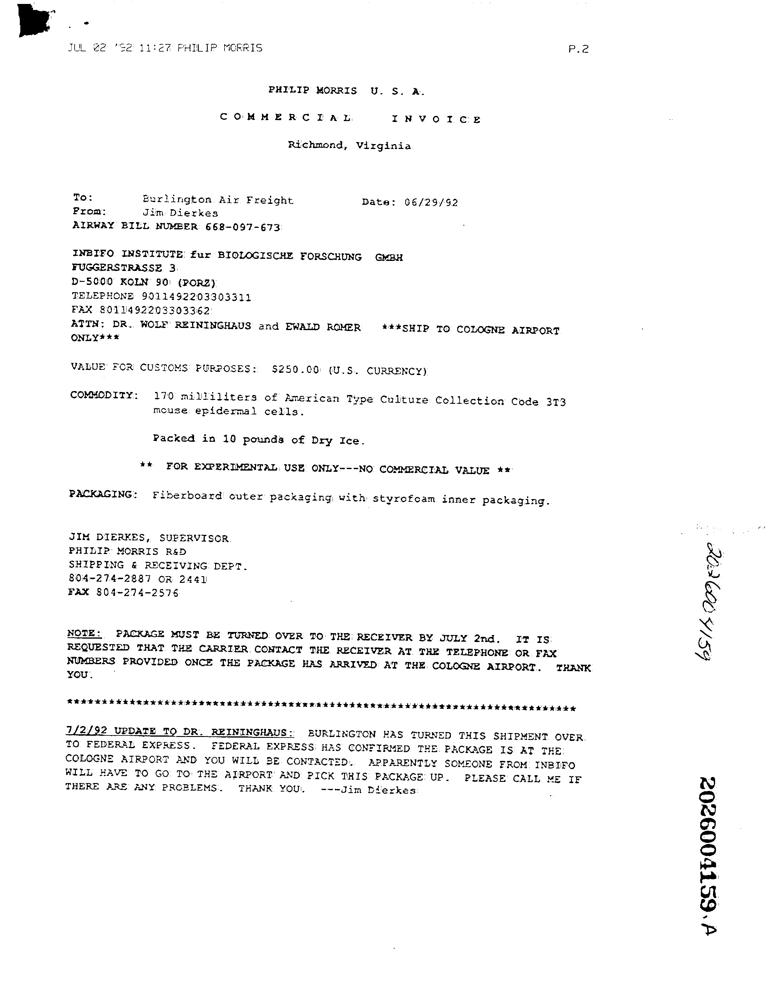 JUL 22 '92 11:27 PHILIP MORRIS P.2
PHILIP MORRIS U. S. A.
COMMERCIAL INVOICE
Richmond, Virginia
To: Burlington Air Freight Date: 06/29/92
From: Jim Dierkes
AIRWAY BILL NUMBER 668-097-673
INBIFO INSTITUTE fur BIOLOGISCHE FORSCHUNG GMBH
FUGGERSTRASSE 3
D-5000 KOLN 90 (PORZ)
TELEPHONE 9011492203303311
FAX 8011492203303362
ATTN: DR. WOLF REININGHAUS and EWALD ROMER ***SHIP TO COLOGNE AIRPORT
ONLY***
VALUE FOR CUSTOMS PURPOSES: $250.00 (U.S. CURRENCY)
COMMODITY: 170 milliliters of American Type Culture Collection Code 3T3
mouse epidermal cells.
Packed in 10 pounds of Dry Ice.
** FOR EXPERIMENTAL USE ONLY---NO COMMERCIAL VALUE **
PACKAGING: Fiberboard outer packaging with styrofoam inner packaging.
JIM DIERKES, SUPERVISOR
PHILIP MORRIS R&D
SHIPPING & RECEIVING DEPT.
804-274-2887 OR 2441
FAX 804-274-2576
NOTE: PACKAGE MUST BE TURNED OVER TO THE RECEIVER BY JULY 2nd. IT IS
REQUESTED THAT THE CARRIER CONTACT THE RECEIVER AT THE TELEPHONE OR FAX
NUMBERS PROVIDED ONCE THE PACKAGE HAS ARRIVED AT THE COLOGNE AIRPORT. THANK
YOU.
*************************************************************************
7/2/92 UPDATE TO DR. REININGHAUS: BURLINGTON HAS TURNED THIS SHIPMENT OVER
TO FEDERAL EXPRESS. FEDERAL EXPRESS HAS CONFIRMED THE PACKAGE IS AT THE
COLOGNE AIRPORT AND YOU WILL BE CONTACTED. APPARENTLY SOMEONE FROM INBIFO
WILL HAVE TO GO TO THE AIRPORT AND PICK THIS PACKAGE UP. PLEASE CALL ME IF
THERE ARE ANY PROBLEMS. THANK YOU. ---Jim Dierkes
2026004159
2026004159.A